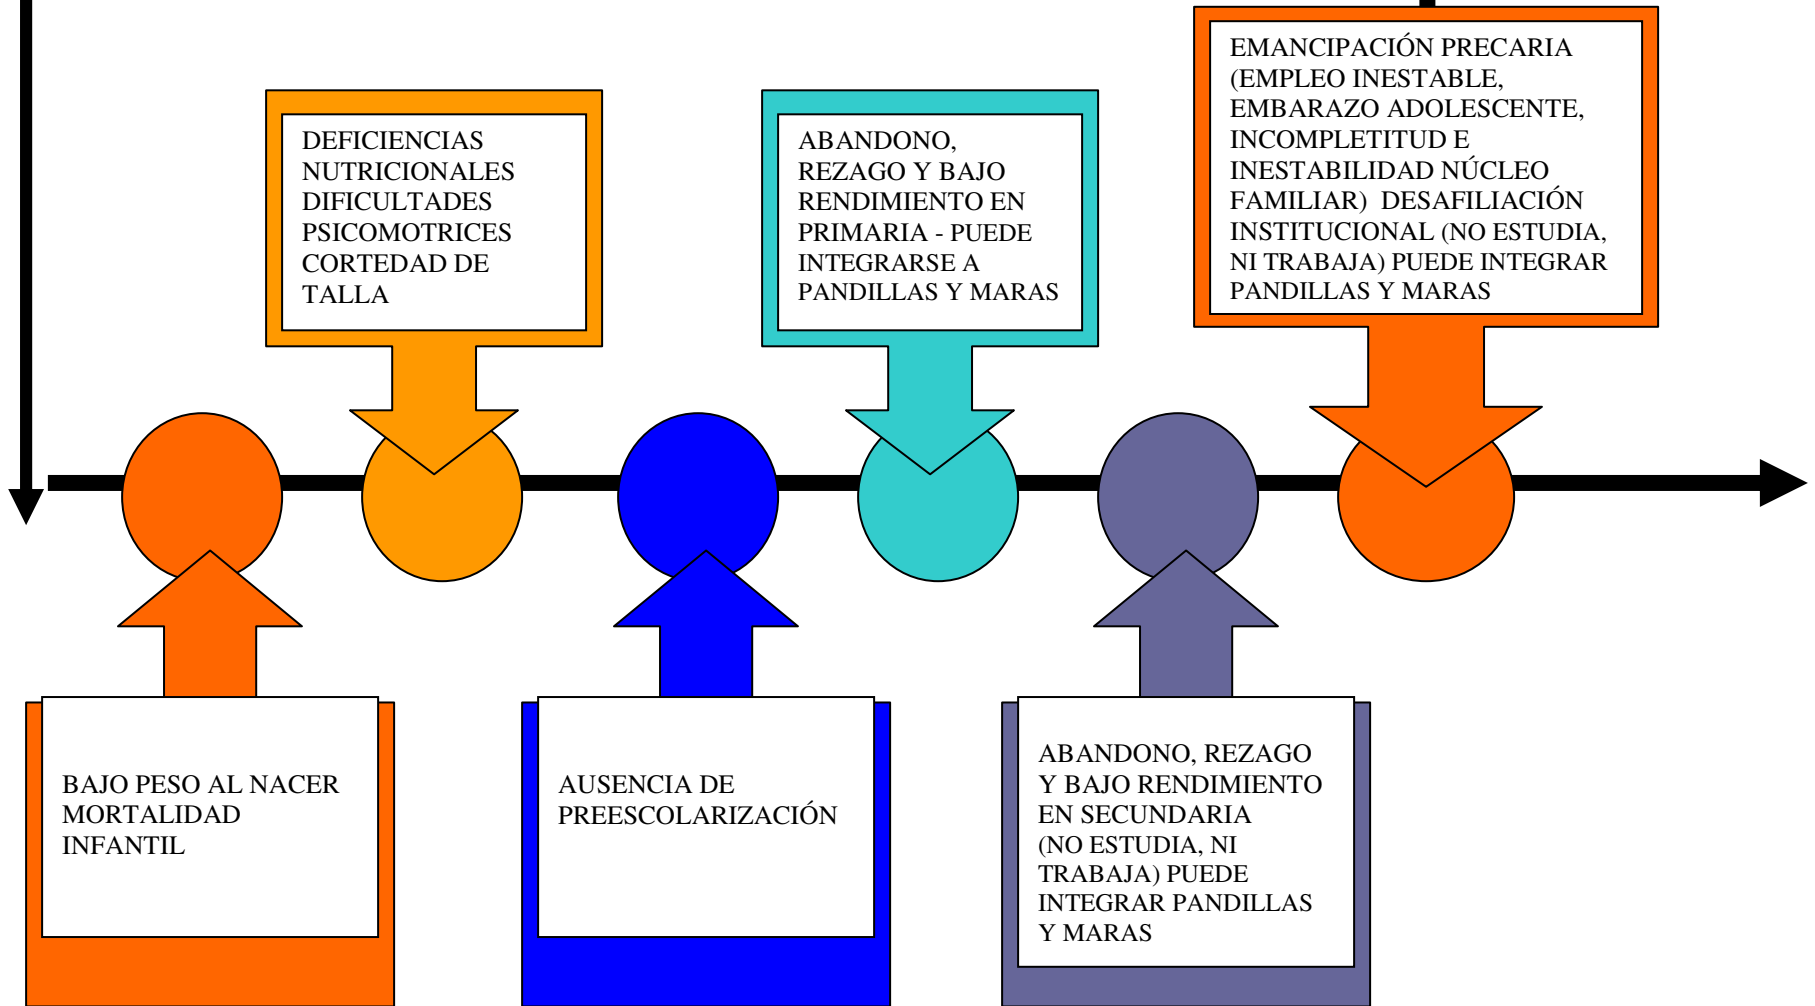 DEFICIENCIAS
NUTRICIONALES
DIFICULTADES
PSICOMOTRICES
CORTEDAD DE
TALLA
ABANDONO,
REZAGO Y BAJO
RENDIMIENTO EN
PRIMARIA - PUEDE
INTEGRARSE A
PANDILLAS Y MARAS
EMANCIPACIÓN PRECARIA
(EMPLEO INESTABLE,
EMBARAZO ADOLESCENTE,
INCOMPLETITUD E
INESTABILIDAD NÚCLEO
FAMILIAR) DESAFILIACIÓN
INSTITUCIONAL (NO ESTUDIA,
NI TRABAJA) PUEDE INTEGRAR
PANDILLAS Y MARAS
BAJO PESO AL NACER
MORTALIDAD
INFANTIL
AUSENCIA DE
PREESCOLARIZACIÓN
ABANDONO, REZAGO
Y BAJO RENDIMIENTO
EN SECUNDARIA
(NO ESTUDIA, NI
TRABAJA) PUEDE
INTEGRAR PANDILLAS
Y MARAS